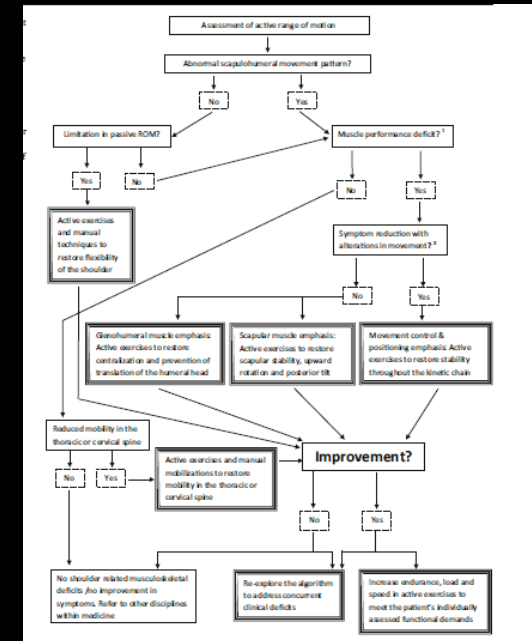 Assessment of active range of motion
Abnormal scapulohumeral movement pattern?
No
Yes
Limitation in passive ROM?
Muscle performance deficit? 1
Yes
No
No
Yes
Active exercises
and manual
techniques to
restore flexibility
of the shoulder
Symptom reduction with
alterations in movement? 2
No
Yes
Glenohumeral muscle emphasis:
Active exercises to restore
centralization and prevention of
translation of the humeral head
Scapular muscle emphasis:
Active exercises to restore
scapular stability, upward
rotation and posterior tilt
Movement control &
positioning emphasis: Active
exercises to restore stability
throughout the kinetic chain
Reduced mobility in the
thoracic or cervical spine
No
Yes
Active exercises and manual
mobilizations to restore
mobility in the thoracic or
cervical spine
Improvement?
No
Yes
No shoulder related musculoskeletal
deficits /no improvement in
symptoms. Refer to other disciplines
within medicine
Re-explore the algorithm
to address concurrent
clinical deficits
Increase endurance, load and
speed in active exercises to
meet the patient's individually
assessed functional demands